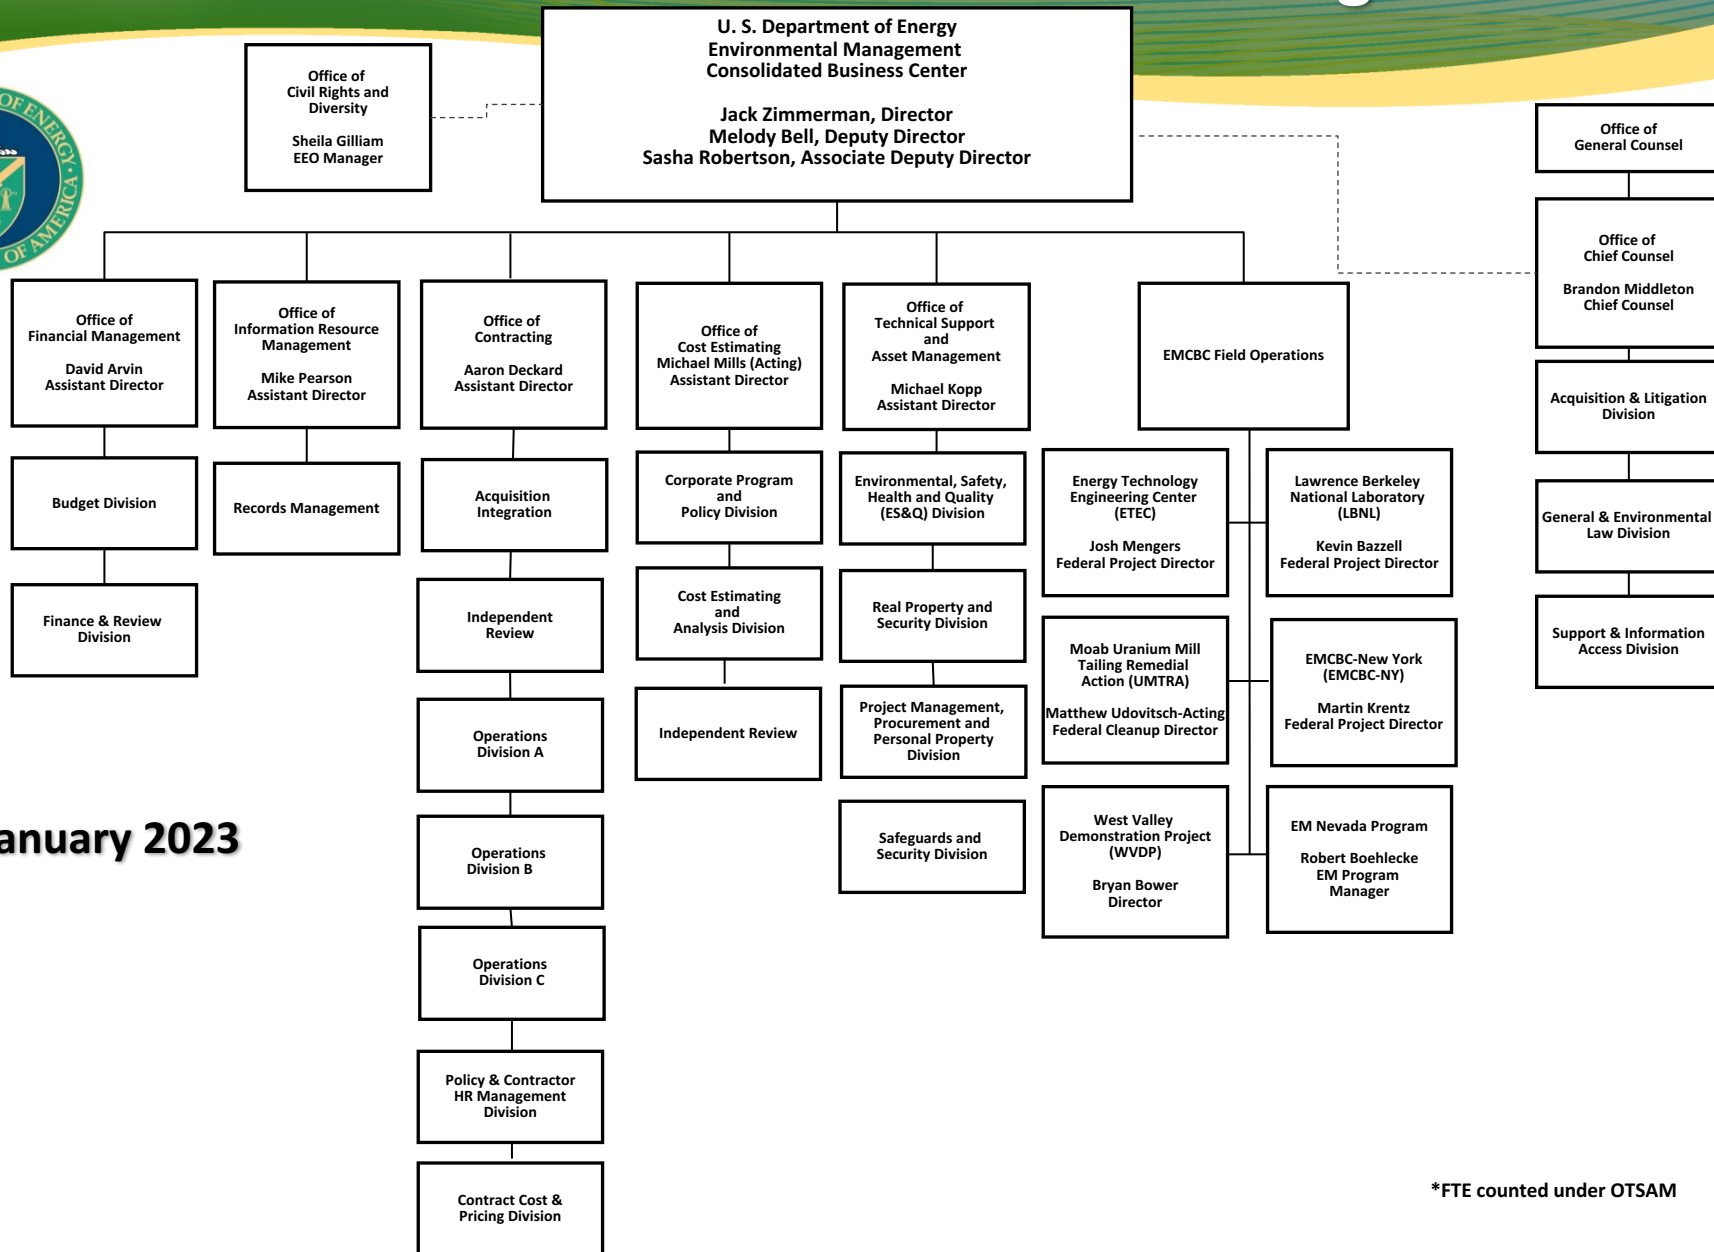 U. S. Department of Energy
Environmental Management
Consolidated Business Center
Jack Zimmerman, Director
Melody Bell, Deputy Director
Sasha Robertson, Associate Deputy Director
Office of
Civil Rights and
Diversity
Sheila Gilliam
EEO Manager
Office of
General Counsel
Office of
Chief Counsel
Brandon Middleton
Chief Counsel
Acquisition & Litigation
Division
General & Environmental
Law Division
Support & Information
Access Division
OF ENERGY
OF AMERICA
Office of
Financial Management
David Arvin
Assistant Director
Budget Division
Finance & Review
Division
Office of
Information Resource
Management
Mike Pearson
Assistant Director
Records Management
Office of
Contracting
Aaron Deckard
Assistant Director
Acquisition
Integration
Independent
Review
Operations
Division A
Operations
Division B
Operations
Division C
Policy & Contractor
HR Management
Division
Contract Cost &
Pricing Division
Office of
Cost Estimating
Michael Mills (Acting)
Assistant Director
Corporate Program
and
Policy Division
Cost Estimating
and
Analysis Division
Independent Review
Office of
Technical Support
and
Asset Management
Michael Kopp
Assistant Director
Environmental, Safety,
Health and Quality
(ES&Q) Division
Real Property and
Security Division
Project Management,
Procurement and
Personal Property
Division
Safeguards and
Security Division
EMCBC Field Operations
Energy Technology
Engineering Center
(ETEC)
Josh Mengers
Federal Project Director
Lawrence Berkeley
National Laboratory
(LBNL)
Kevin Bazzell
Federal Project Director
Moab Uranium Mill
Tailing Remedial
Action (UMTRA)
Matthew Udovitsch-Acting
Federal Cleanup Director
EMCBC-New York
(EMCBC-NY)
Martin Krentz
Federal Project Director
West Valley
Demonstration Project
(WVDP)
Bryan Bower
Director
EM Nevada Program
Robert Boehlecke
EM Program
Manager
anuary 2023
*FTE counted under OTSAM